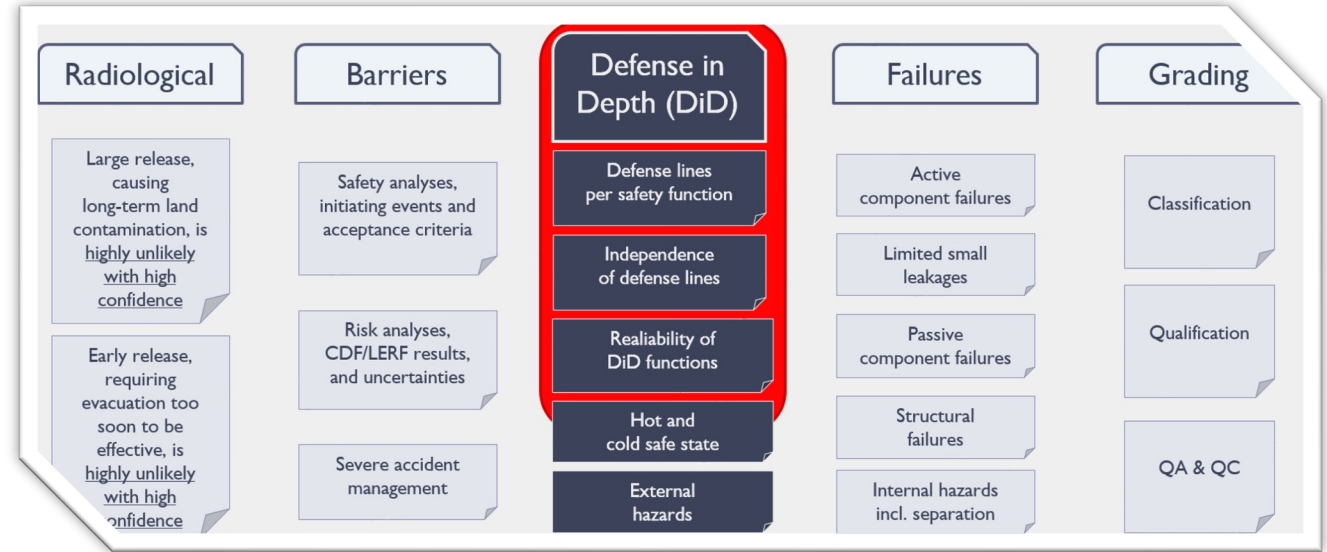 Radiological
Large release,
causing
long-term land
contamination, is
highly unlikely
with high
confidence
Early release,
requiring
evacuation too
soon to be
effective, is
highly unlikely
with high
onfidence
Barriers
Safety analyses,
initiating events and
acceptance criteria
Risk analyses,
CDF/LERF results,
and uncertainties
Severe accident
management
Defense in
Depth (DiD)
Defense lines
per safety function
Independence
of defense lines
Realiability of
DiD functions
Hot and
cold safe state
External
hazards
Failures
Active
component failures
Limited small
leakages
Passive
component failures
Structural
failures
Internal hazards
incl. separation
Grading
Classification
Qualification
QA & QC